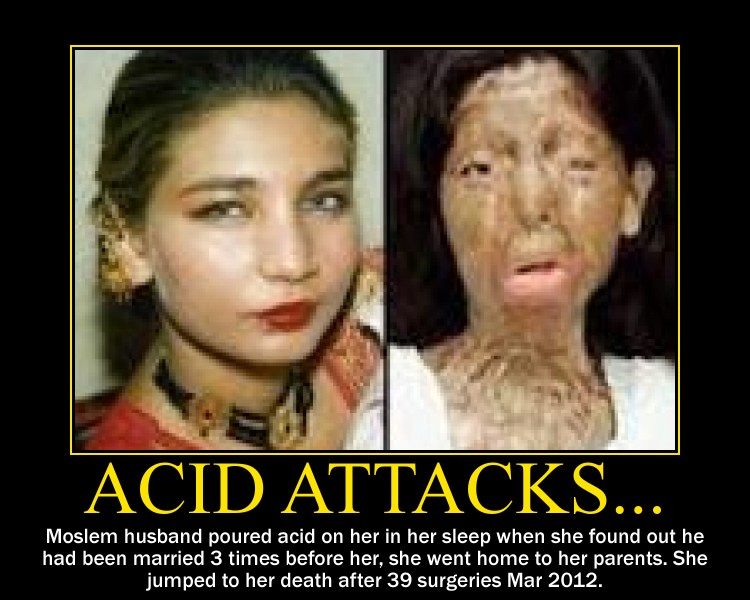 ACID ATTACKS...
Moslem husband poured acid on her in her sleep when she found out he
had been married 3 times before her, she went home to her parents. She
jumped to her death after 39 surgeries Mar 2012.